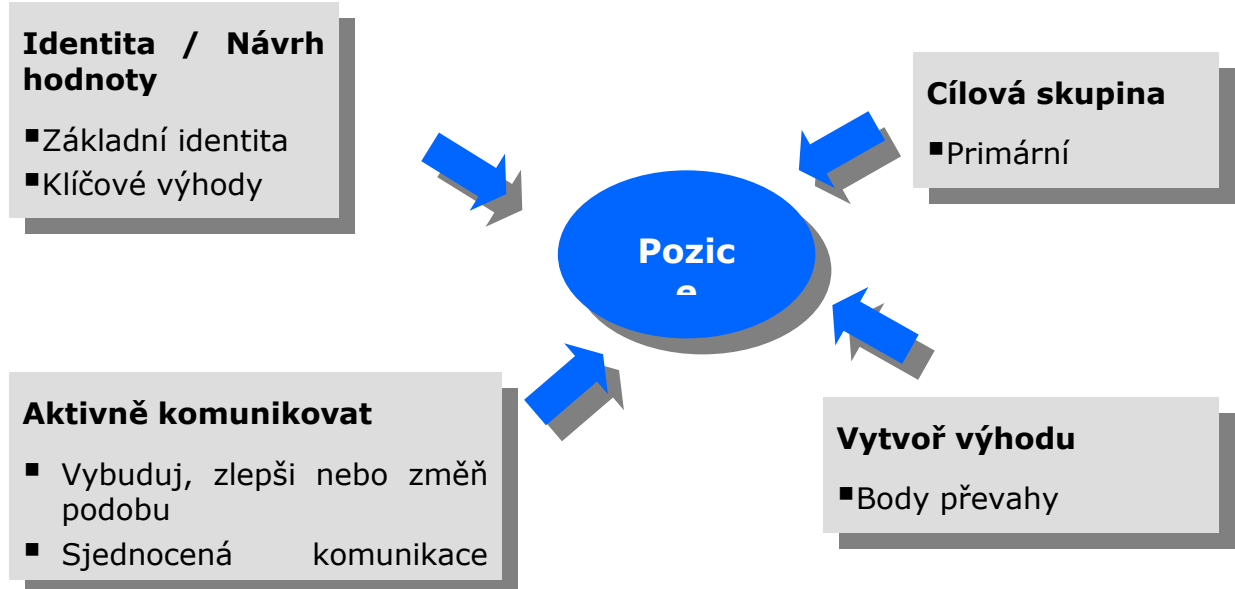 Identita / Návrh
hodnoty
▪Základní identita
▪Klíčové výhody
Cílová skupina
▪Primární
Pozic
e
Aktivně komunikovat
▪ Vybuduj, zlepši nebo změň
podobu
▪ Sjednocená komunikace
Vytvoř výhodu
▪Body převahy